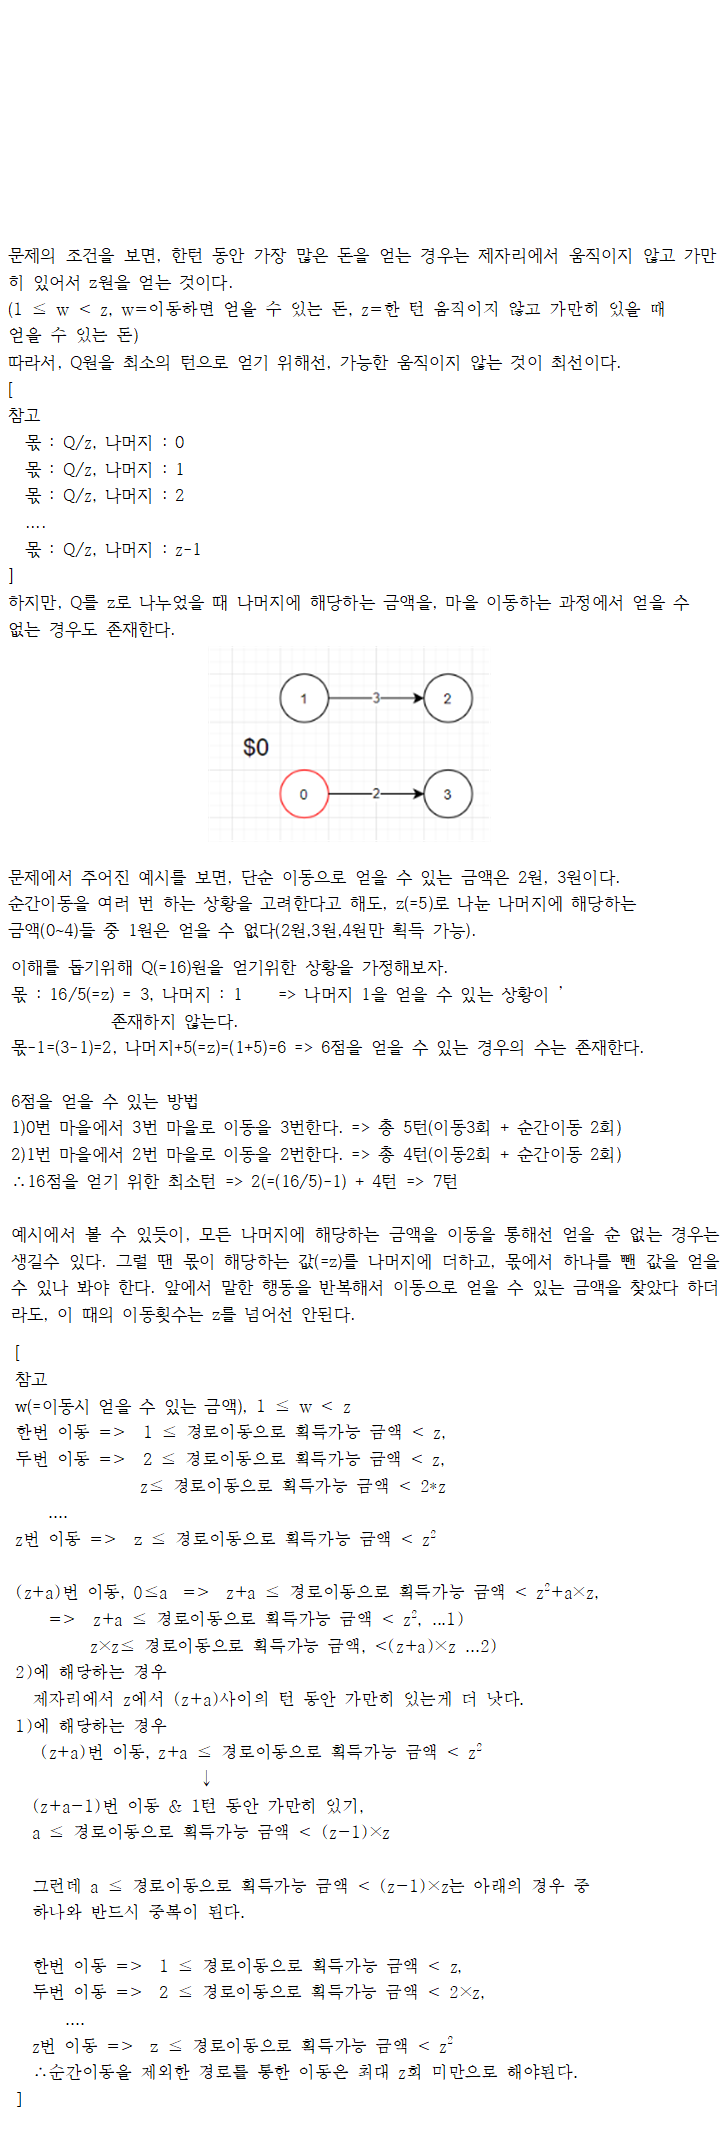 문제의 조건을 보면, 한턴 동안 가장 많은 돈을 얻는 경우는 제자리에서 움직이지 않고 가만
히 있어서 z원을 얻는 것이다.
(1 ≤ w < z, w=이동하면 얻을 수 있는 돈, z=한 턴 움직이지 않고 가만히 있을 때
얻을 수 있는 돈)
따라서, Q원을 최소의 턴으로 얻기 위해선, 가능한 움직이지 않는 것이 최선이다.
[
참고
몫 : Q/z, 나머지 : 0
몫 : Q/z, 나머지 : 1
몫 : Q/z, 나머지 : 2
....
몫 : Q/z, 나머지 : z-1
]
하지만, Q를 z로 나누었을 때 나머지에 해당하는 금액을, 마을 이동하는 과정에서 얻을 수
없는 경우도 존재한다.
1 3 2
$0
0 2 3
문제에서 주어진 예시를 보면, 단순 이동으로 얻을 수 있는 금액은 2원, 3원이다.
순간이동을 여러 번 하는 상황을 고려한다고 해도, z(=5)로 나눈 나머지에 해당하는
금액(0~4)들 중 1원은 얻을 수 없다(2원,3원,4원만 획득 가능).
이해를 돕기위해 Q(=16)원을 얻기위한 상황을 가정해보자.
몫 : 16/5(=z) = 3, 나머지 : 1 => 나머지 1을 얻을 수 있는 상황이 '
존재하지 않는다.
몫-1=(3-1)=2, 나머지+5(=z)=(1+5)=6 => 6점을 얻을 수 있는 경우의 수는 존재한다.
6점을 얻을 수 있는 방법
1)0번 마을에서 3번 마을로 이동을 3번한다. => 총 5턴(이동3회 + 순간이동 2회)
2)1번 마을에서 2번 마을로 이동을 2번한다. => 총 4턴(이동2회 + 순간이동 2회)
∴16점을 얻기 위한 최소턴 => 2(=(16/5)-1) + 4턴 => 7턴
예시에서 볼 수 있듯이, 모든 나머지에 해당하는 금액을 이동을 통해선 얻을 순 없는 경우는
생길수 있다. 그럴 땐 몫이 해당하는 값(=z)를 나머지에 더하고, 몫에서 하나를 뺀 값을 얻을
수 있나 봐야 한다. 앞에서 말한 행동을 반복해서 이동으로 얻을 수 있는 금액을 찾았다 하더
라도, 이 때의 이동횟수는 z를 넘어선 안된다.
[
참고
w(=이동시 얻을 수 있는 금액), 1 ≤ w < z
한번 이동 => 1 ≤ 경로이동으로 획득가능 금액 < z,
두번 이동 => 2 ≤ 경로이동으로 획득가능 금액 < z,
z≤ 경로이동으로 획득가능 금액 < 2*z
....
z번 이동 => z ≤ 경로이동으로 획득가능 금액 < z²
(z+a)번 이동, 0≤a => z+a ≤ 경로이동으로 획득가능 금액 < z²+a×z,
=> z+a ≤ 경로이동으로 획득가능 금액 < z², ...1)
z×z≤ 경로이동으로 획득가능 금액, <(z+a)×z ...2)
2)에 해당하는 경우
제자리에서 z에서 (z+a)사이의 턴 동안 가만히 있는게 더 낫다.
1)에 해당하는 경우
(z+a)번 이동, z+a ≤ 경로이동으로 획득가능 금액 < z²
↓
(z+a-1)번 이동 & 1턴 동안 가만히 있기,
a ≤ 경로이동으로 획득가능 금액 < (z-1)×z
그런데 a ≤ 경로이동으로 획득가능 금액 < (z-1)×z는 아래의 경우 중
하나와 반드시 중복이 된다.
한번 이동 => 1 ≤ 경로이동으로 획득가능 금액 < z,
두번 이동 => 2 ≤ 경로이동으로 획득가능 금액 < 2×z,
....
z번 이동 => z ≤ 경로이동으로 획득가능 금액 < z²
∴순간이동을 제외한 경로를 통한 이동은 최대 z회 미만으로 해야된다.
]